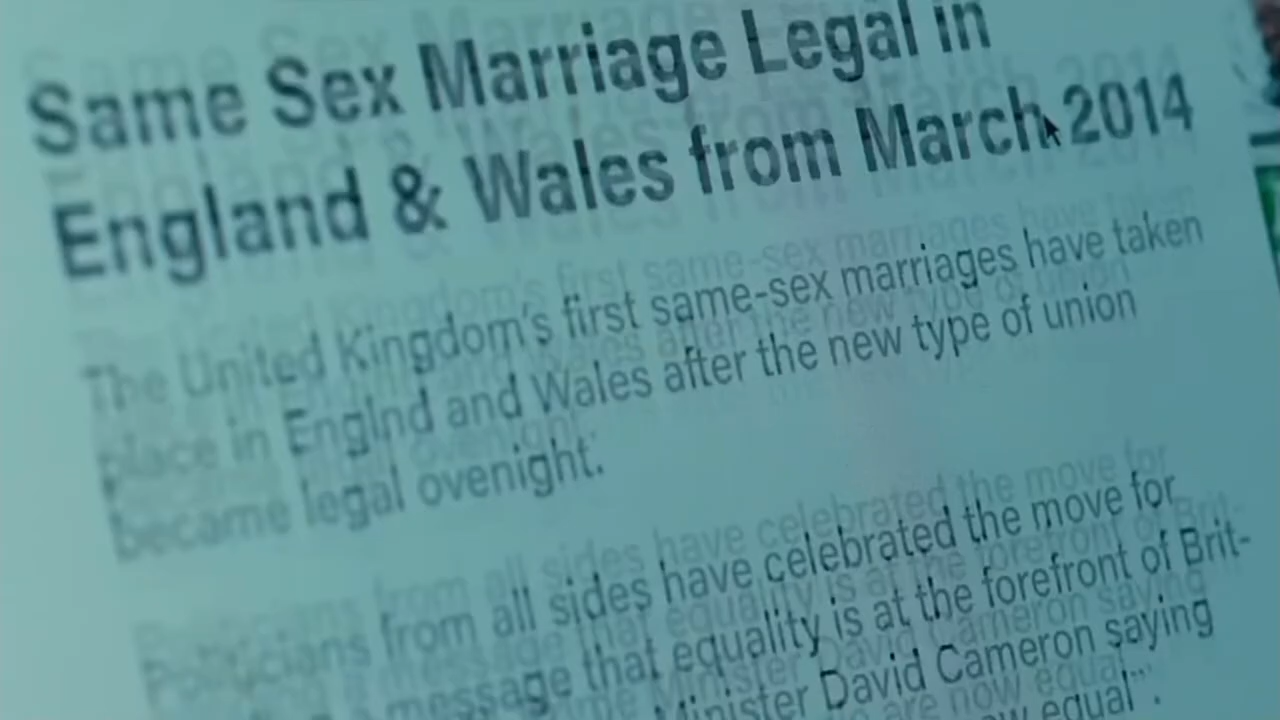 Same Sex Marriage Legal in
England & Wales from March 2014
The United Kingdom's first same-sex marriages have taken
place in Englnd and Wales after the new type of union
became legal ovenight.
Politicians from all sides have celebrated the move for
message that equality is at the forefront of Brit-
Minister David Cameron saying
now equal".